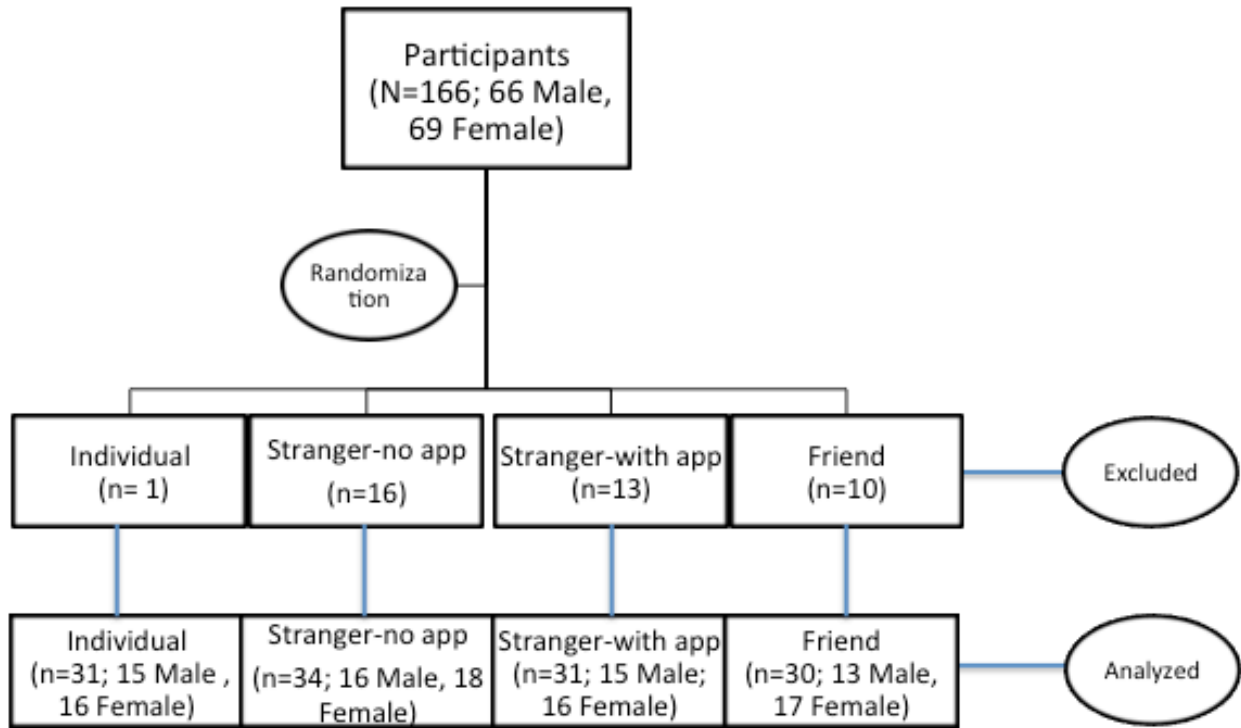 Participants
(N=166; 66 Male,
69 Female)
Randomiza
tion
Individual
(n= 1)
Stranger-no app
(n=16)
Stranger-with app
(n=13)
Friend
(n=10)
Excluded
Individual
(n=31; 15 Male ,
16 Female)
Stranger-no app
(n=34; 16 Male, 18
Female)
Stranger-with app
(n=31; 15 Male;
16 Female)
Friend
(n=30; 13 Male,
17 Female)
Analyzed